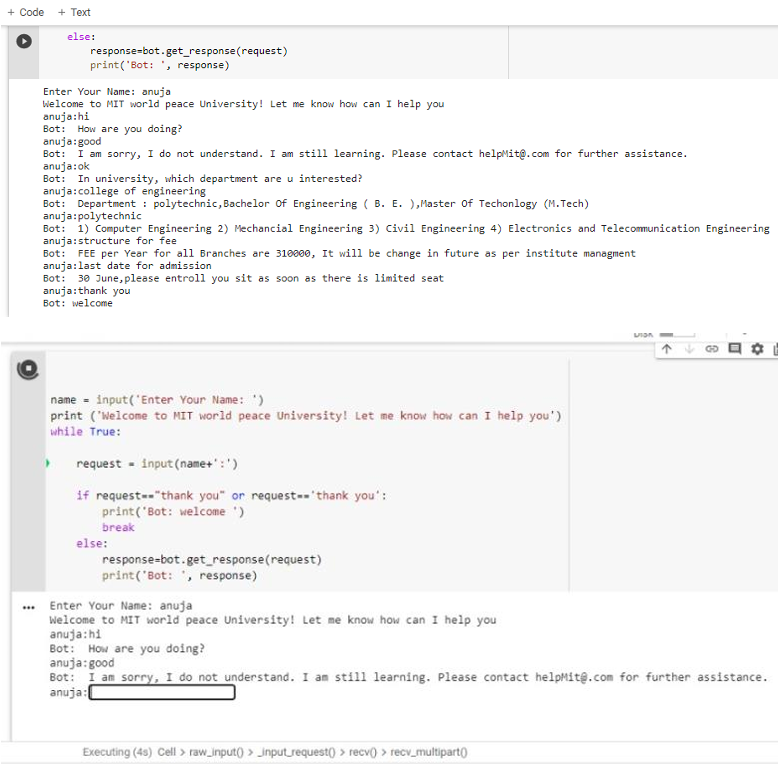 + Code + Text
else:
response=bot.get_response(request)
print('Bot: ', response)
Enter Your Name: anuja
Welcome to MIT world peace University! Let me know how can I help you
anuja:hi
Bot:  How are you doing?
anuja:good
Bot:  I am sorry, I do not understand. I am still learning. Please contact helpMit@.com for further assistance.
anuja:ok
Bot:  In university, which department are u interested?
anuja:college of engineering
Bot:  Department : polytechnic,Bachelor Of Engineering ( B. E. ),Master Of Techonlogy (M.Tech)
anuja:polytechnic
Bot:  1) Computer Engineering 2) Mechancial Engineering 3) Civil Engineering 4) Electronics and Telecommunication Engineering
anuja:structure for fee
Bot:  FEE per Year for all Branches are 310000, It will be change in future as per institute managment
anuja:last date for admission
Bot:  30 June,please entroll you sit as soon as there is limited seat
anuja:thank you
Bot: welcome
Disk
name = input('Enter Your Name: ')
print ('Welcome to MIT world peace University! Let me know how can I help you')
while True:
request = input(name+':')
if request=="thank you" or request=='thank you':
print('Bot: welcome ')
break
else:
response=bot.get_response(request)
print('Bot: ', response)
Enter Your Name: anuja
Welcome to MIT world peace University! Let me know how can I help you
anuja:hi
Bot:  How are you doing?
anuja:good
Bot:  I am sorry, I do not understand. I am still learning. Please contact helpMit@.com for further assistance.
anuja:
Executing (4s) Cell > raw_input() > _input_request() > recv() > recv_multipart()